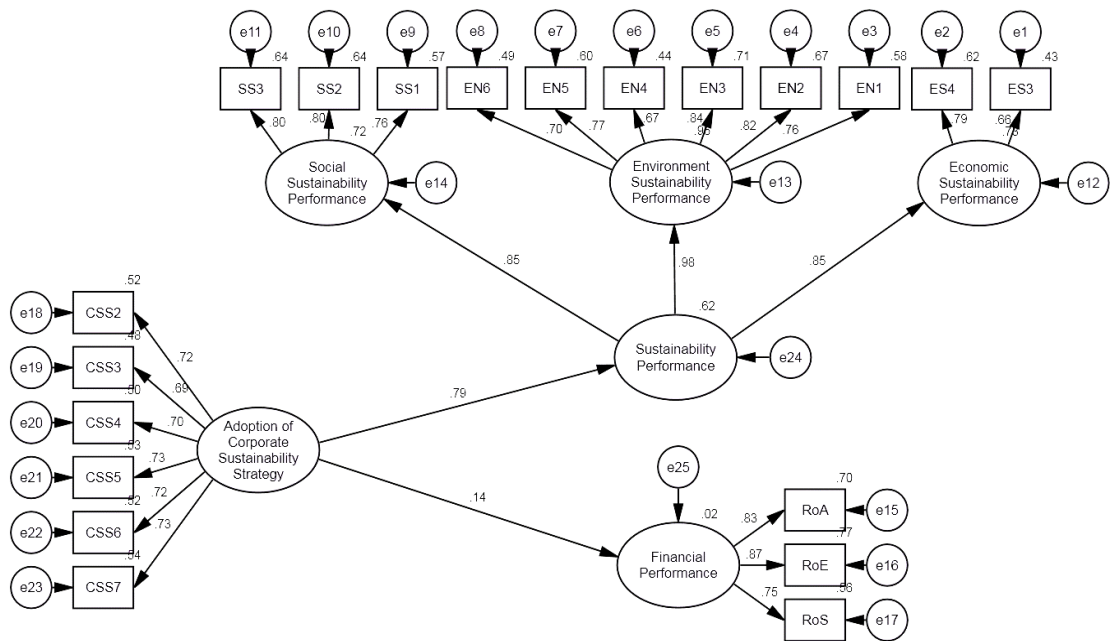 e11
e10
e9
e8
e7
e6
e5
e4
e3
e2
e1
.64
.64
.57
.49
.60
.44
.71
.67
.58
.62
.43
SS3
SS2
SS1
EN6
EN5
EN4
EN3
EN2
EN1
ES4
ES3
.80
.80
.72
.76
.70
.77
.67
.84
.82
.76
.79
.66
Social
Sustainability
Performance
e14
Environment
Sustainability
Performance
e13
Economic
Sustainability
Performance
e12
.85
.98
.85
.62
Sustainability
Performance
e24
.52
e18
CSS2
.48
e19
CSS3
.50
e20
CSS4
.53
e21
CSS5
.52
e22
CSS6
.54
e23
CSS7
.72
.69
.70
.73
.72
.73
Adoption of
Corporate
Sustainability
Strategy
.79
.14
e25
.02
Financial
Performance
.83
.87
.75
.70
RoA
e15
.77
RoE
e16
.56
RoS
e17